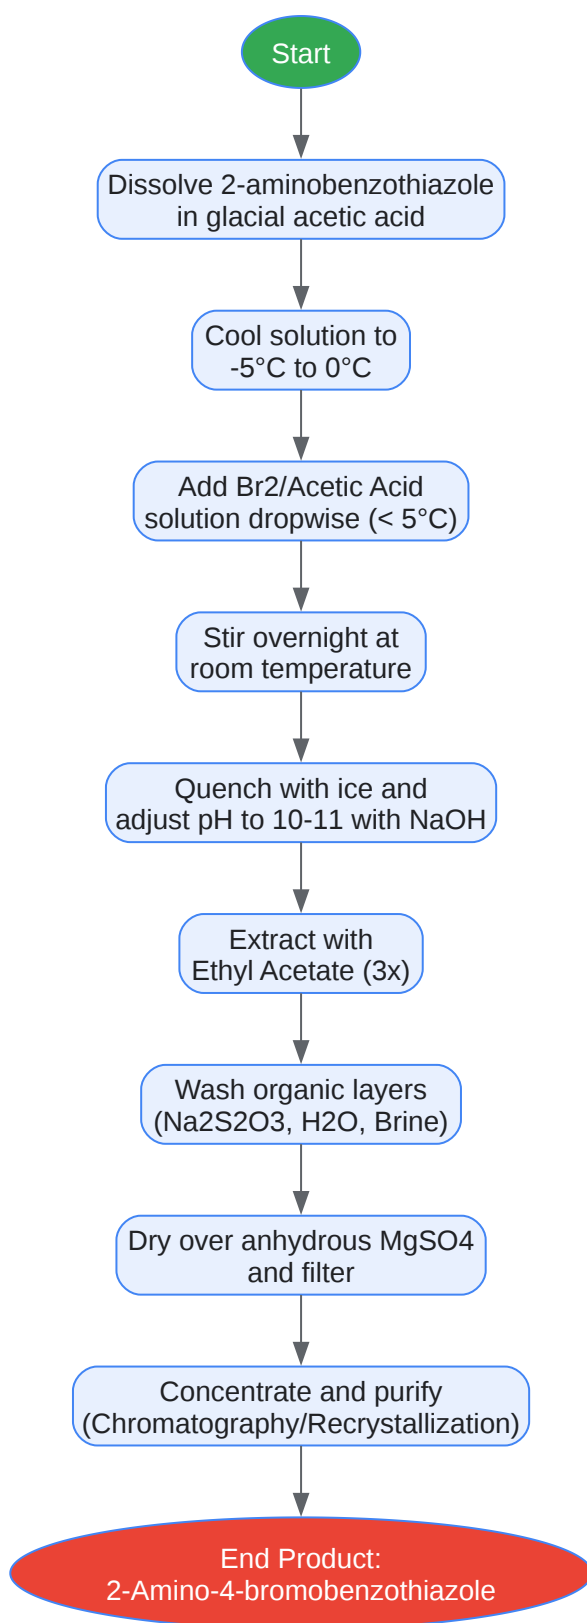 Start
Dissolve 2-aminobenzothiazole
in glacial acetic acid
Cool solution to
-5°C to 0°C
Add Br2/Acetic Acid
solution dropwise (< 5°C)
Stir overnight at
room temperature
Quench with ice and
adjust pH to 10-11 with NaOH
Extract with
Ethyl Acetate (3x)
Wash organic layers
(Na2S2O3, H2O, Brine)
Dry over anhydrous MgSO4
and filter
Concentrate and purify
(Chromatography/Recrystallization)
End Product:
2-Amino-4-bromobenzothiazole